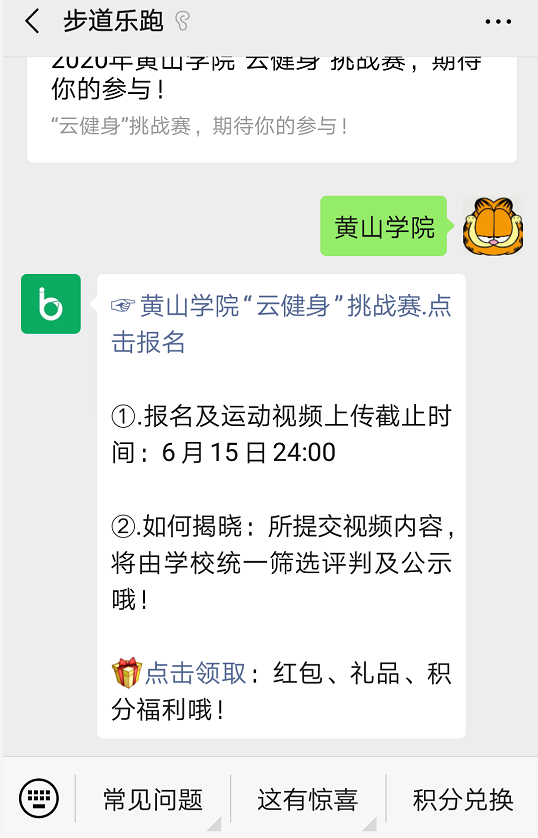 步道乐跑
2020年黄山学院“云健身”挑战赛，期待
你的参与！
“云健身”挑战赛，期待你的参与！
黄山学院
☞黄山学院“云健身”挑战赛.点
击报名
①.报名及运动视频上传截止时
间：6月15日24:00
②.如何揭晓：所提交视频内容，
将由学校统一筛选评判及公示
哦！
点击领取：红包、礼品、积
分福利哦！
常见问题 这有惊喜 积分兑换